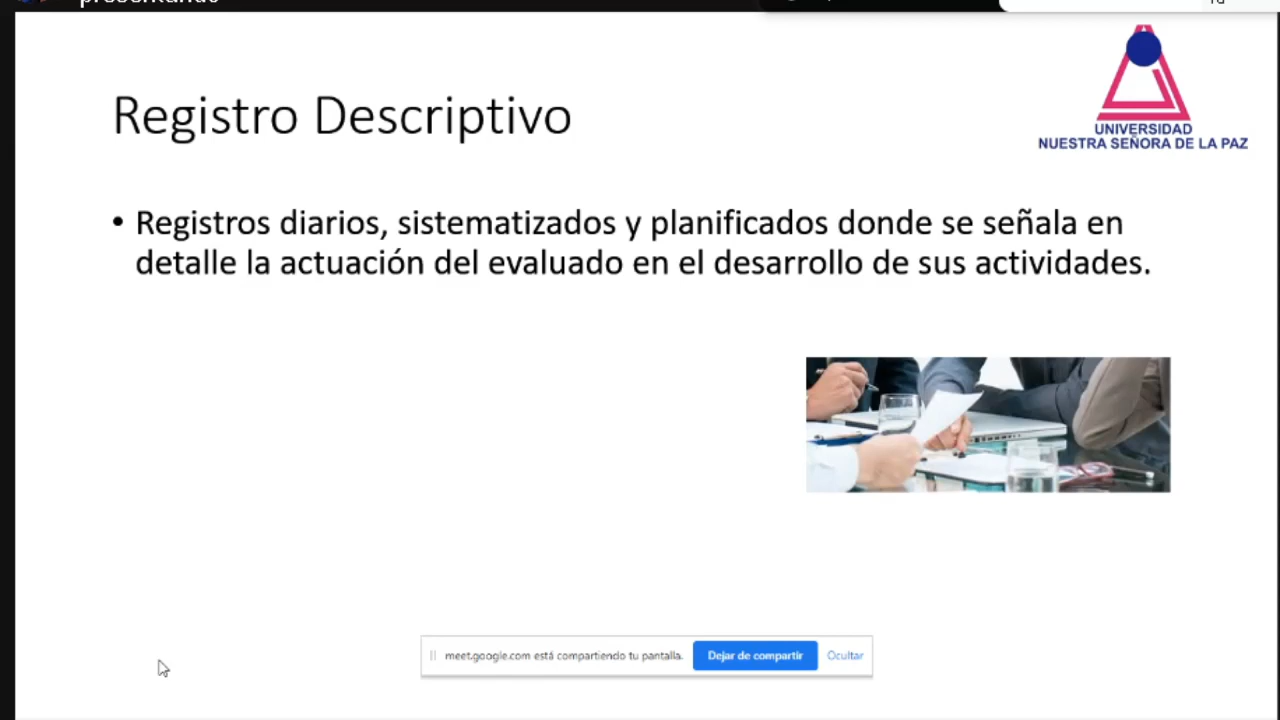 Registro Descriptivo
UNIVERSIDAD
NUESTRA SEÑORA DE LA PAZ
• Registros diarios, sistematizados y planificados donde se señala en
detalle la actuación del evaluado en el desarrollo de sus actividades.
meet.google.com está compartiendo tu pantalla. Dejar de compartir Ocultar